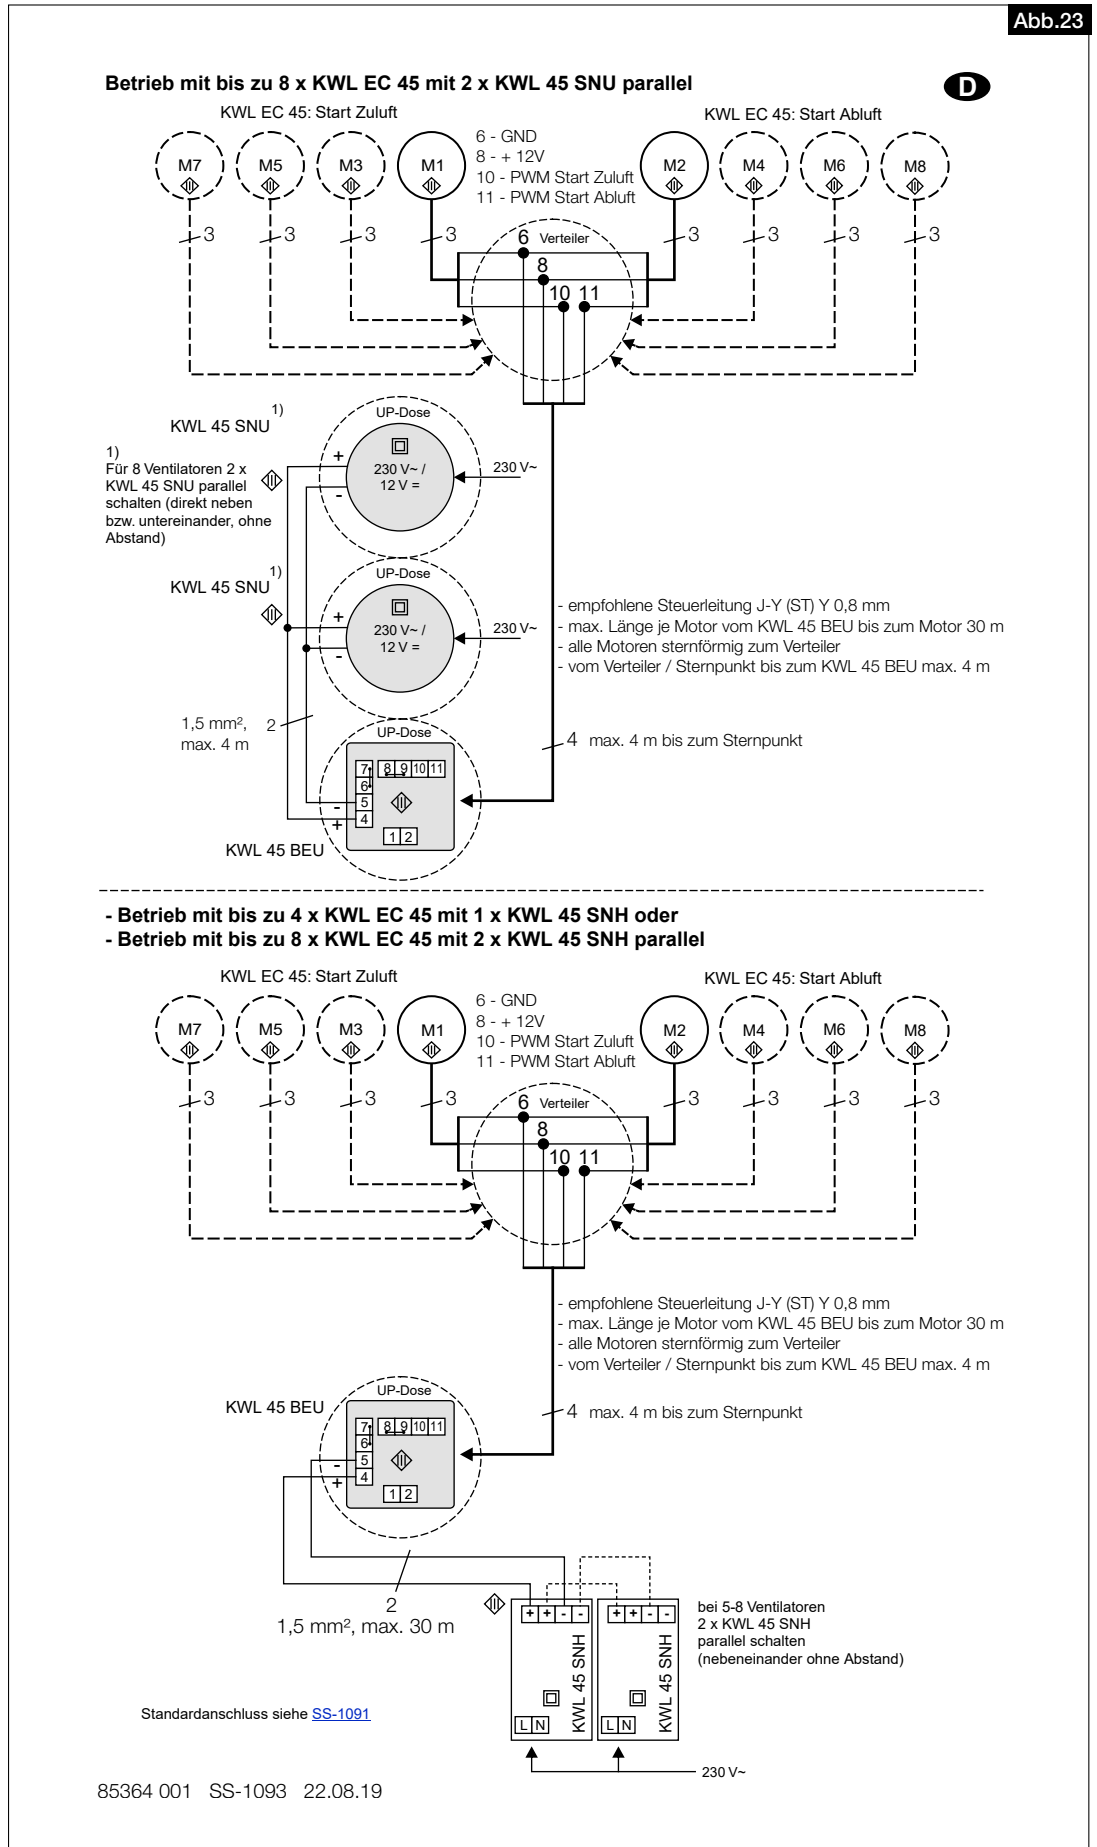 Abb.23
Betrieb mit bis zu 8 x KWL EC 45 mit 2 x KWL 45 SNU parallel
D
KWL EC 45: Start Zuluft
KWL EC 45: Start Abluft
6 - GND
8 - + 12V
10 - PWM Start Zuluft
11 - PWM Start Abluft
M7 M5 M3 M1 M2 M4 M6 M8
3 3 3 3 3 3 3 3
6 Verteiler
8
10 11
UP-Dose
KWL 45 SNU 1)
1)
Für 8 Ventilatoren 2 x
KWL 45 SNU parallel
schalten (direkt neben
bzw. untereinander, ohne
Abstand)
+
230 V~ /
12 V =
-
230 V~
UP-Dose
KWL 45 SNU 1)
+
230 V~ /
12 V =
-
230 V~
- empfohlene Steuerleitung J-Y (ST) Y 0,8 mm
- max. Länge je Motor vom KWL 45 BEU bis zum Motor 30 m
- alle Motoren sternförmig zum Verteiler
- vom Verteiler / Sternpunkt bis zum KWL 45 BEU max. 4 m
1,5 mm², 2
max. 4 m
UP-Dose
4 max. 4 m bis zum Sternpunkt
7 8 9 10 11
6
- 5
+ 4
1 2
KWL 45 BEU
- Betrieb mit bis zu 4 x KWL EC 45 mit 1 x KWL 45 SNH oder
- Betrieb mit bis zu 8 x KWL EC 45 mit 2 x KWL 45 SNH parallel
KWL EC 45: Start Zuluft
KWL EC 45: Start Abluft
6 - GND
8 - + 12V
10 - PWM Start Zuluft
11 - PWM Start Abluft
M7 M5 M3 M1 M2 M4 M6 M8
3 3 3 3 3 3 3 3
6 Verteiler
8
10 11
- empfohlene Steuerleitung J-Y (ST) Y 0,8 mm
- max. Länge je Motor vom KWL 45 BEU bis zum Motor 30 m
- alle Motoren sternförmig zum Verteiler
- vom Verteiler / Sternpunkt bis zum KWL 45 BEU max. 4 m
UP-Dose
KWL 45 BEU
4 max. 4 m bis zum Sternpunkt
7 8 9 10 11
6
- 5
+ 4
1 2
2
1,5 mm², max. 30 m
+ + - -
+ + - -
KWL 45 SNH
KWL 45 SNH
L N
L N
bei 5-8 Ventilatoren
2 x KWL 45 SNH
parallel schalten
(nebeneinander ohne Abstand)
Standardanschluss siehe SS-1091
230 V~
85364 001 SS-1093 22.08.19